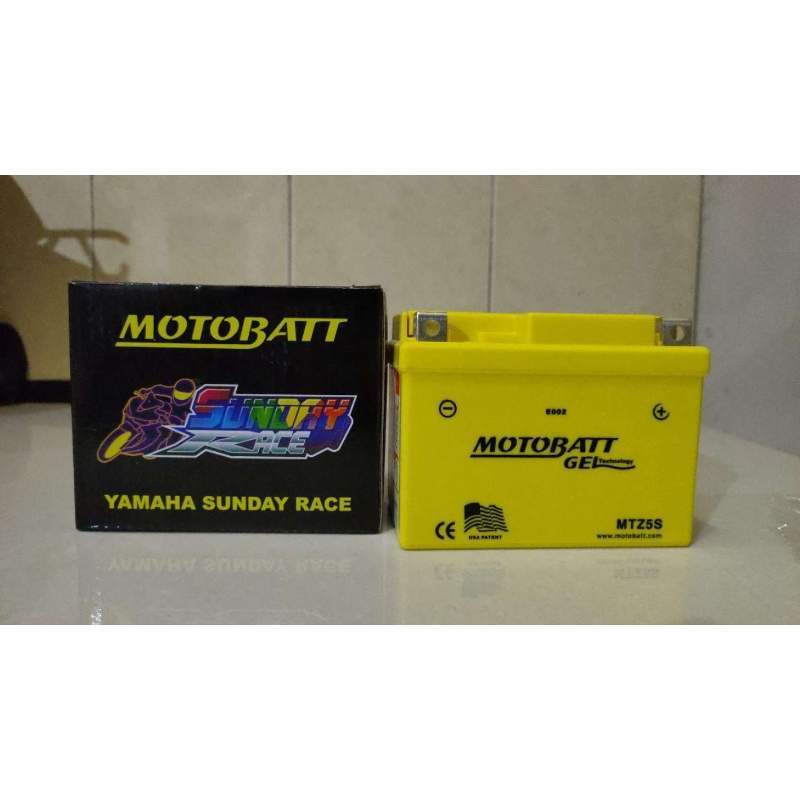 MOTOBATT
SUNDAY
RACE
YAMAHA SUNDAY RACE
E002
MOTOBATT
GEL Technology
CE
USA PATENT
MTZ5S
www.motobatt.com